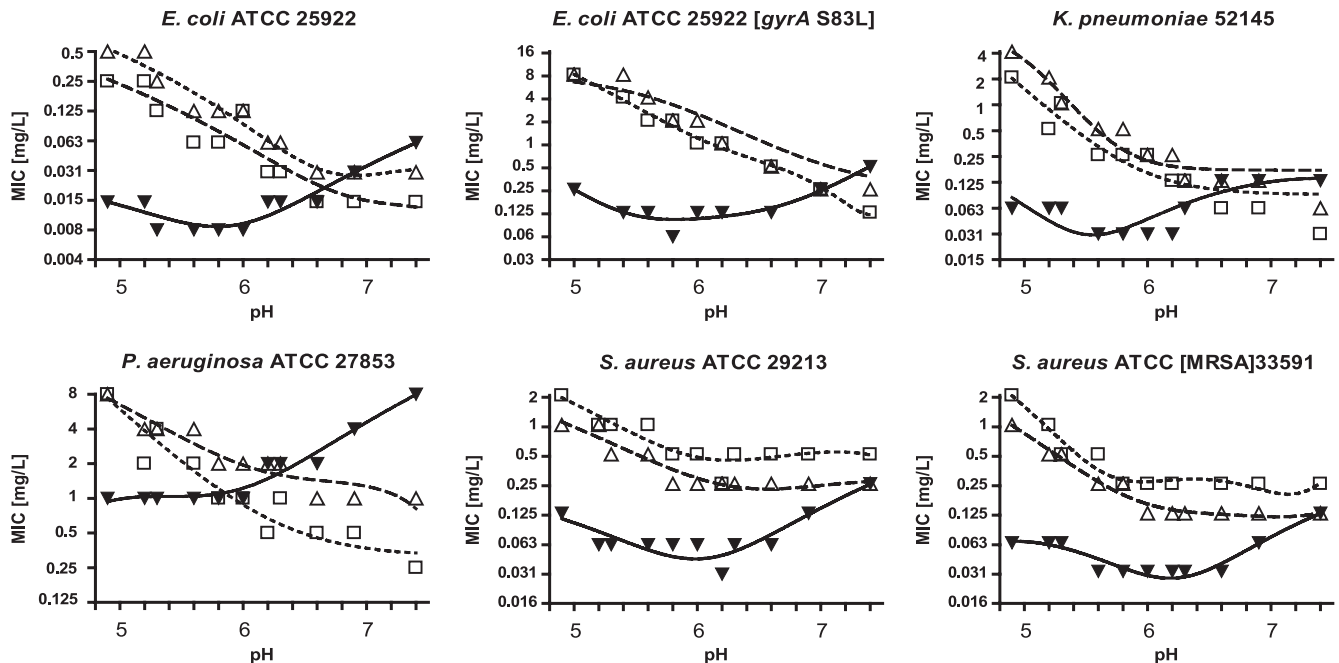 E. coli ATCC 25922
MIC [mg/L]
0.5
0.25
0.125
0.063
0.031
0.015
0.008
0.004
5 6 7
pH
E. coli ATCC 25922 [gyrA S83L]
MIC [mg/L]
16
8
4
2
1
0.5
0.25
0.125
0.06
0.03
5 6 7
pH
K. pneumoniae 52145
MIC [mg/L]
4
2
1
0.5
0.25
0.125
0.063
0.031
0.015
5 6 7
pH
P. aeruginosa ATCC 27853
MIC [mg/L]
8
4
2
1
0.5
0.25
0.125
5 6 7
pH
S. aureus ATCC 29213
MIC [mg/L]
2
1
0.5
0.25
0.125
0.063
0.031
0.016
5 6 7
pH
S. aureus ATCC [MRSA]33591
MIC [mg/L]
2
1
0.5
0.25
0.125
0.063
0.031
0.016
5 6 7
pH